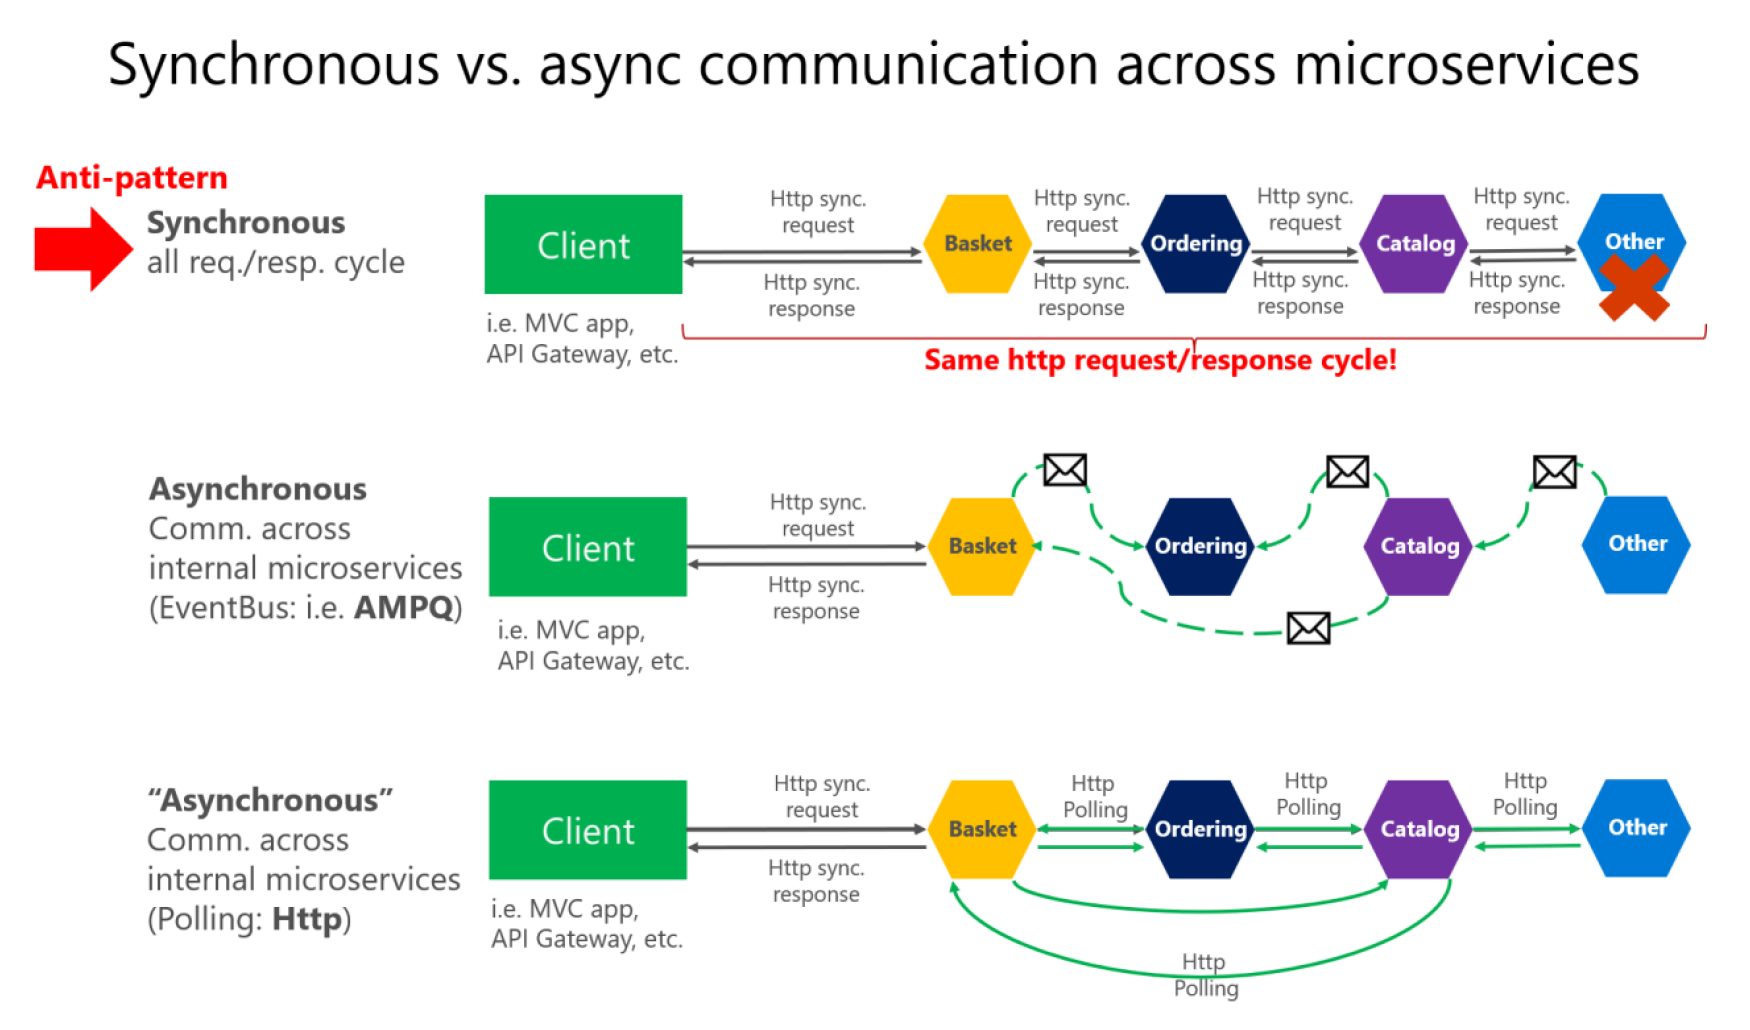 Synchronous vs. async communication across microservices
Anti-pattern
Synchronous
all req./resp. cycle
Client
i.e. MVC app,
API Gateway, etc.
Http sync.
request
Http sync.
response
Basket
Http sync.
request
Http sync.
response
Ordering
Http sync.
request
Http sync.
response
Catalog
Http sync.
request
Http sync.
response
Other
Same http request/response cycle!
Asynchronous
Comm. across
internal microservices
(EventBus: i.e. AMPQ)
Client
i.e. MVC app,
API Gateway, etc.
Http sync.
request
Http sync.
response
Basket
Ordering
Catalog
Other
“Asynchronous”
Comm. across
internal microservices
(Polling: Http)
Client
i.e. MVC app,
API Gateway, etc.
Http sync.
request
Http sync.
response
Basket
Http
Polling
Ordering
Http
Polling
Catalog
Http
Polling
Other
Http
Polling